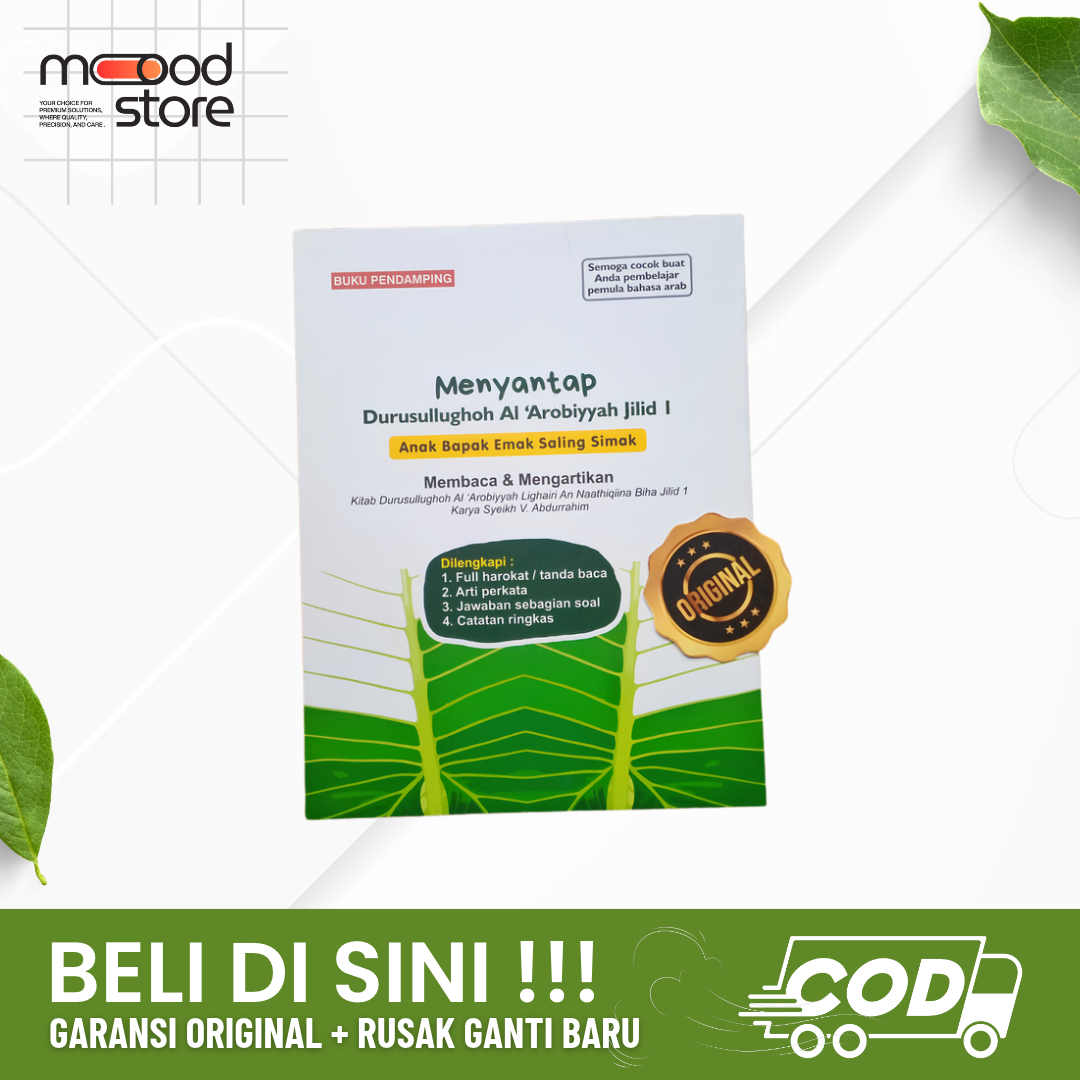 mood
store
YOUR CHOICE FOR
PREMIUM SOLUTIONS,
WHERE QUALITY,
PRECISION, AND CARE.
BUKU PENDAMPING
Semoga cocok buat
Anda pembelajar
pemula bahasa arab
Menyantap
Durusullughoh Al ‘Arobiyyah Jilid 1
Anak Bapak Emak Saling Simak
Membaca & Mengartikan
Kitab Durusullughoh Al ‘Arobiyyah Lighairi An Naathiqiina Biha Jilid 1
Karya Syeikh V. Abdurrahim
Dilengkapi :
1. Full harokat / tanda baca
2. Arti perkata
3. Jawaban sebagian soal
4. Catatan ringkas
ORIGINAL
BELI DI SINI !!!
GARANSI ORIGINAL + RUSAK GANTI BARU
COD